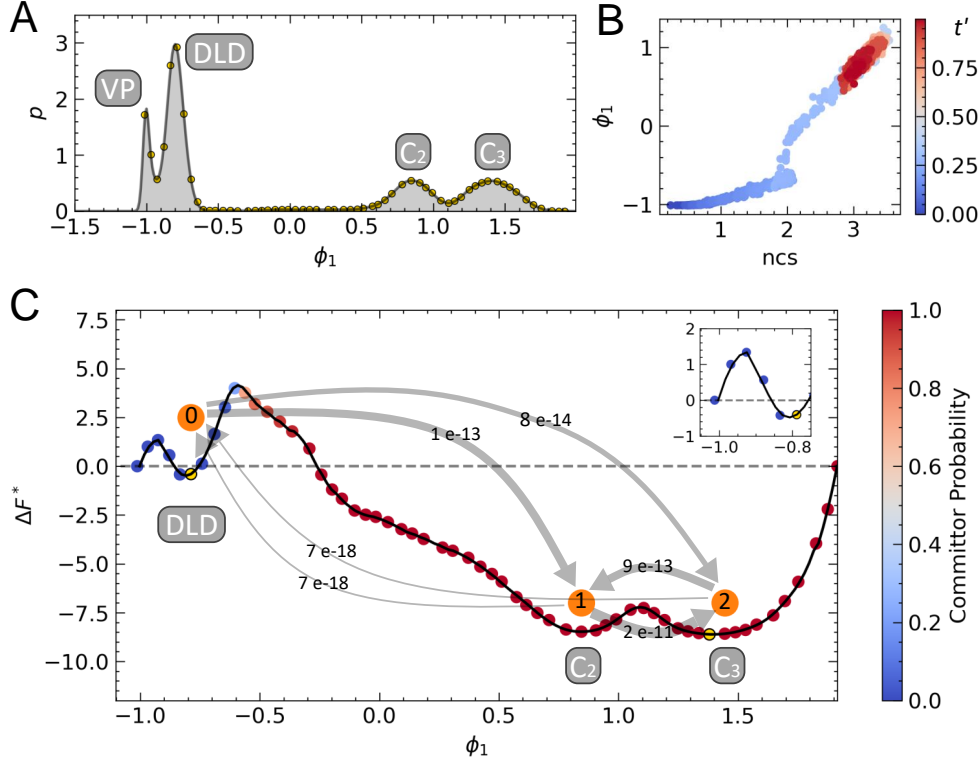 A
3
2
1
0
p
VP
DLD
C2
C3
−1.5
−1.0
−0.5
0.0
0.5
1.0
1.5
ϕ1
B
1
0
−1
ϕ1
1
2
3
ncs
t'
0.75
0.50
0.25
0.00
C
7.5
5.0
2.5
0.0
−2.5
−5.0
−7.5
−10.0
ΔF*
0
DLD
1 e-13
8 e-14
7 e-18
7 e-18
9 e-13
1
2
2 e-11
C2
C3
2
1
0
−1
−1.0
−0.8
−1.0
−0.5
0.0
0.5
1.0
1.5
ϕ1
1.0
0.8
0.6
0.4
0.2
0.0
Committor Probability